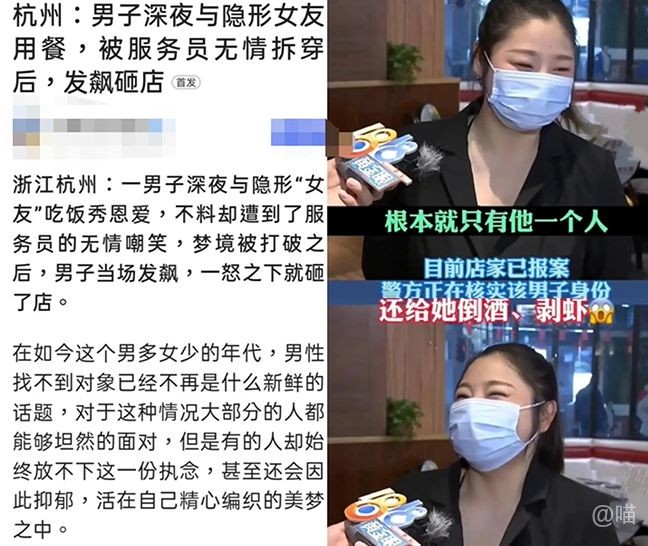 杭州：男子深夜与隐形女友
用餐，被服务员无情拆穿
后，发飙砸店 首发
浙江杭州：一男子深夜与隐形“女
友”吃饭秀恩爱，不料却遭到了服
务员的无情嘲笑，梦境被打破之
后，男子当场发飙，一怒之下就砸
了店。
在如今这个男多女少的年代，男性
找不到对象已经不再是什么新鲜的
话题，对于这种情况大部分的人都
能够坦然的面对，但是有的人却始
终放不下这一份执念，甚至还会因
此抑郁，活在自己精心编织的美梦
之中。
根本就只有他一个人
目前店家已报案
警方正在核实该男子身份
还给她倒酒、剥虾😱
@喵